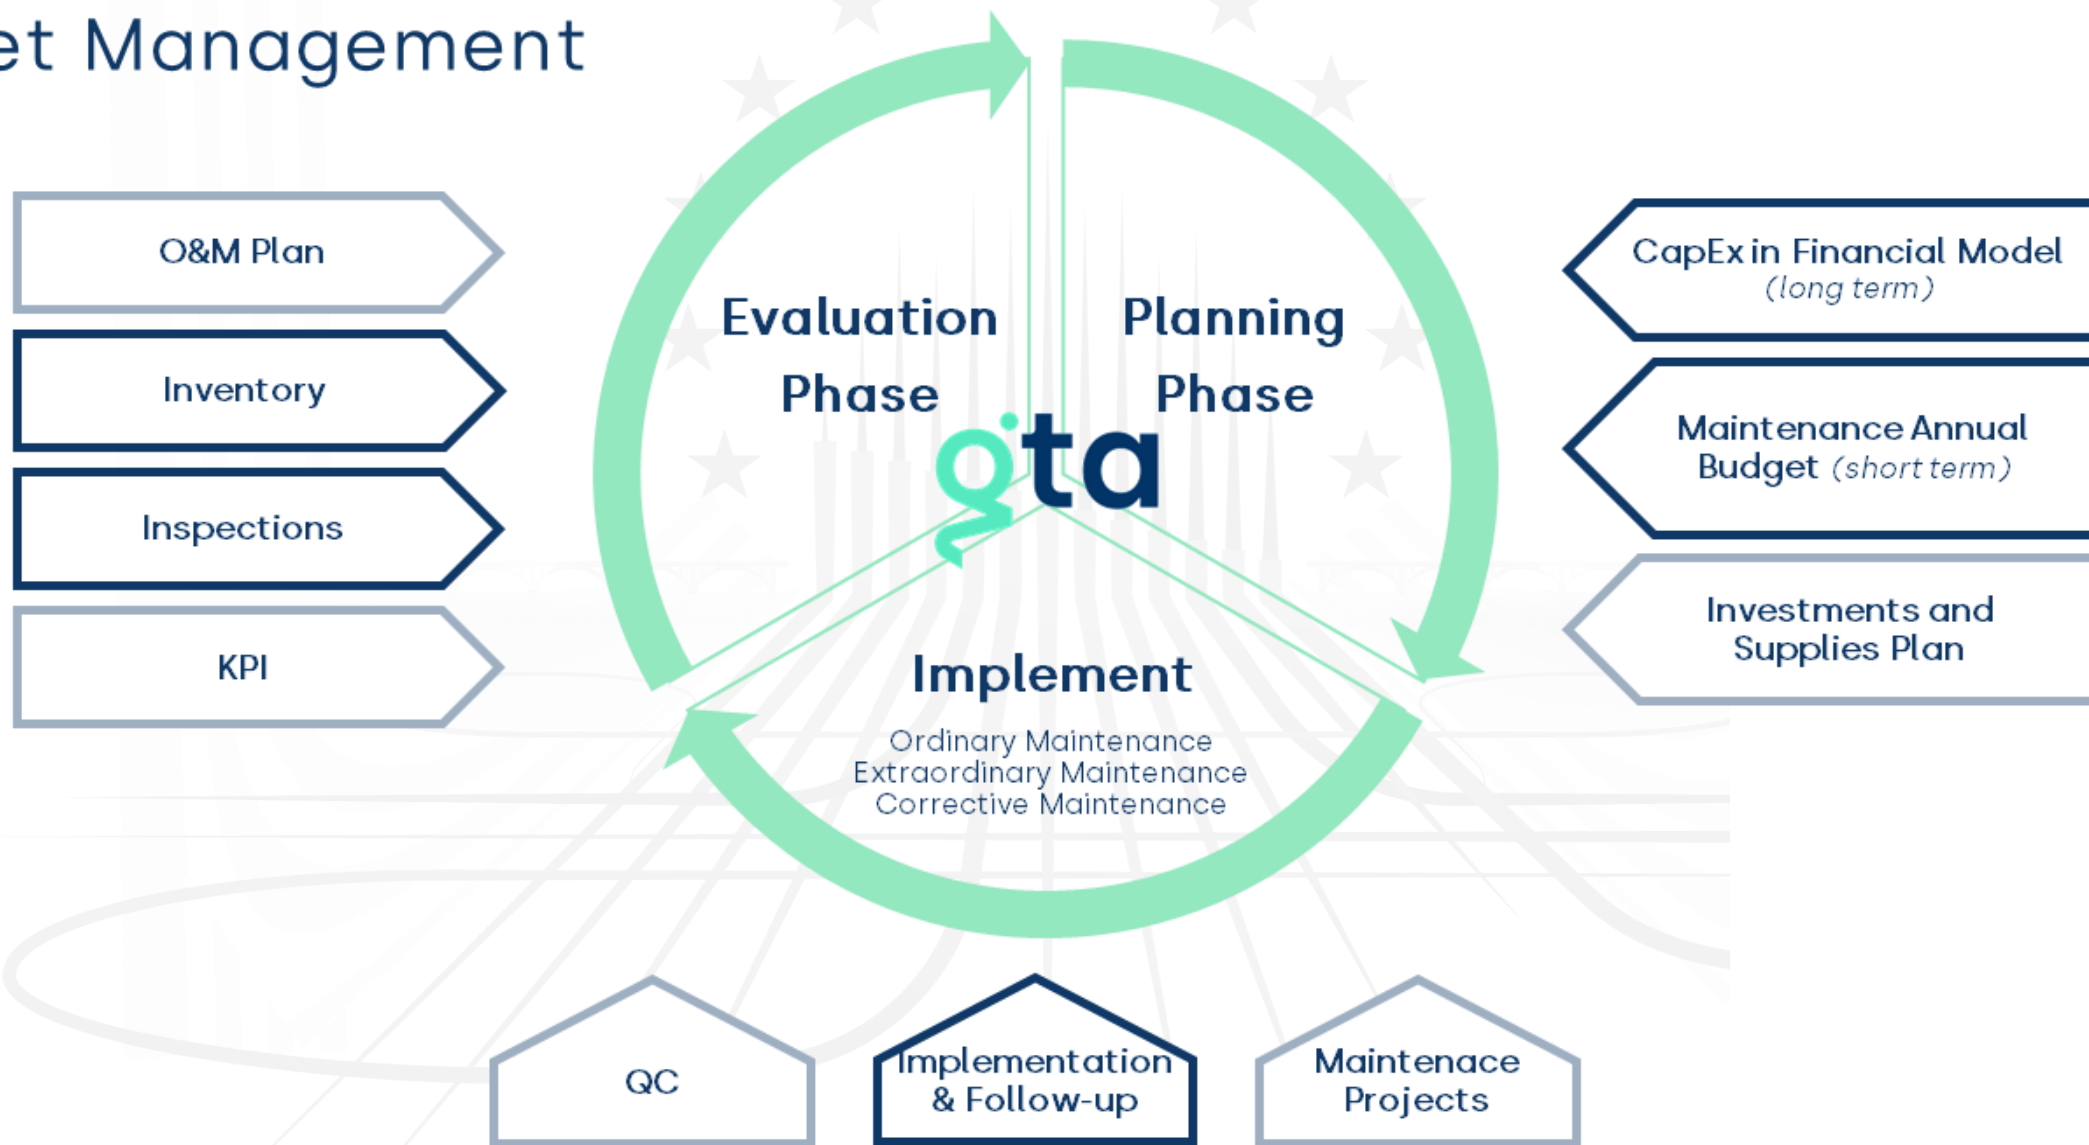 et Management
O&M Plan
Inventory
Inspections
KPI
Evaluation
Phase
Planning
Phase
gta
Implement
Ordinary Maintenance
Extraordinary Maintenance
Corrective Maintenance
CapEx in Financial Model
(long term)
Maintenance Annual
Budget (short term)
Investments and
Supplies Plan
QC
Implementation
& Follow-up
Maintenace
Projects